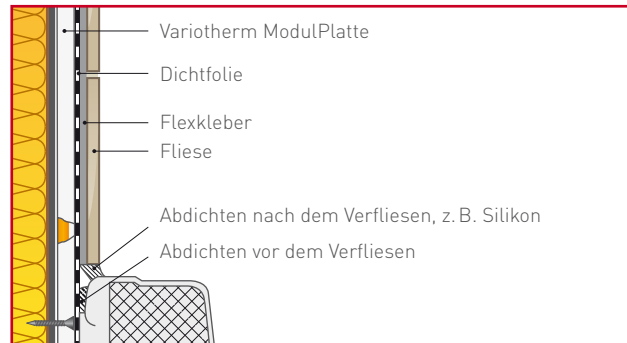 Variotherm ModulPlatte
Dichtfolie
Flexkleber
Fliese
Abdichten nach dem Verfliesen, z. B. Silikon
Abdichten vor dem Verfliesen